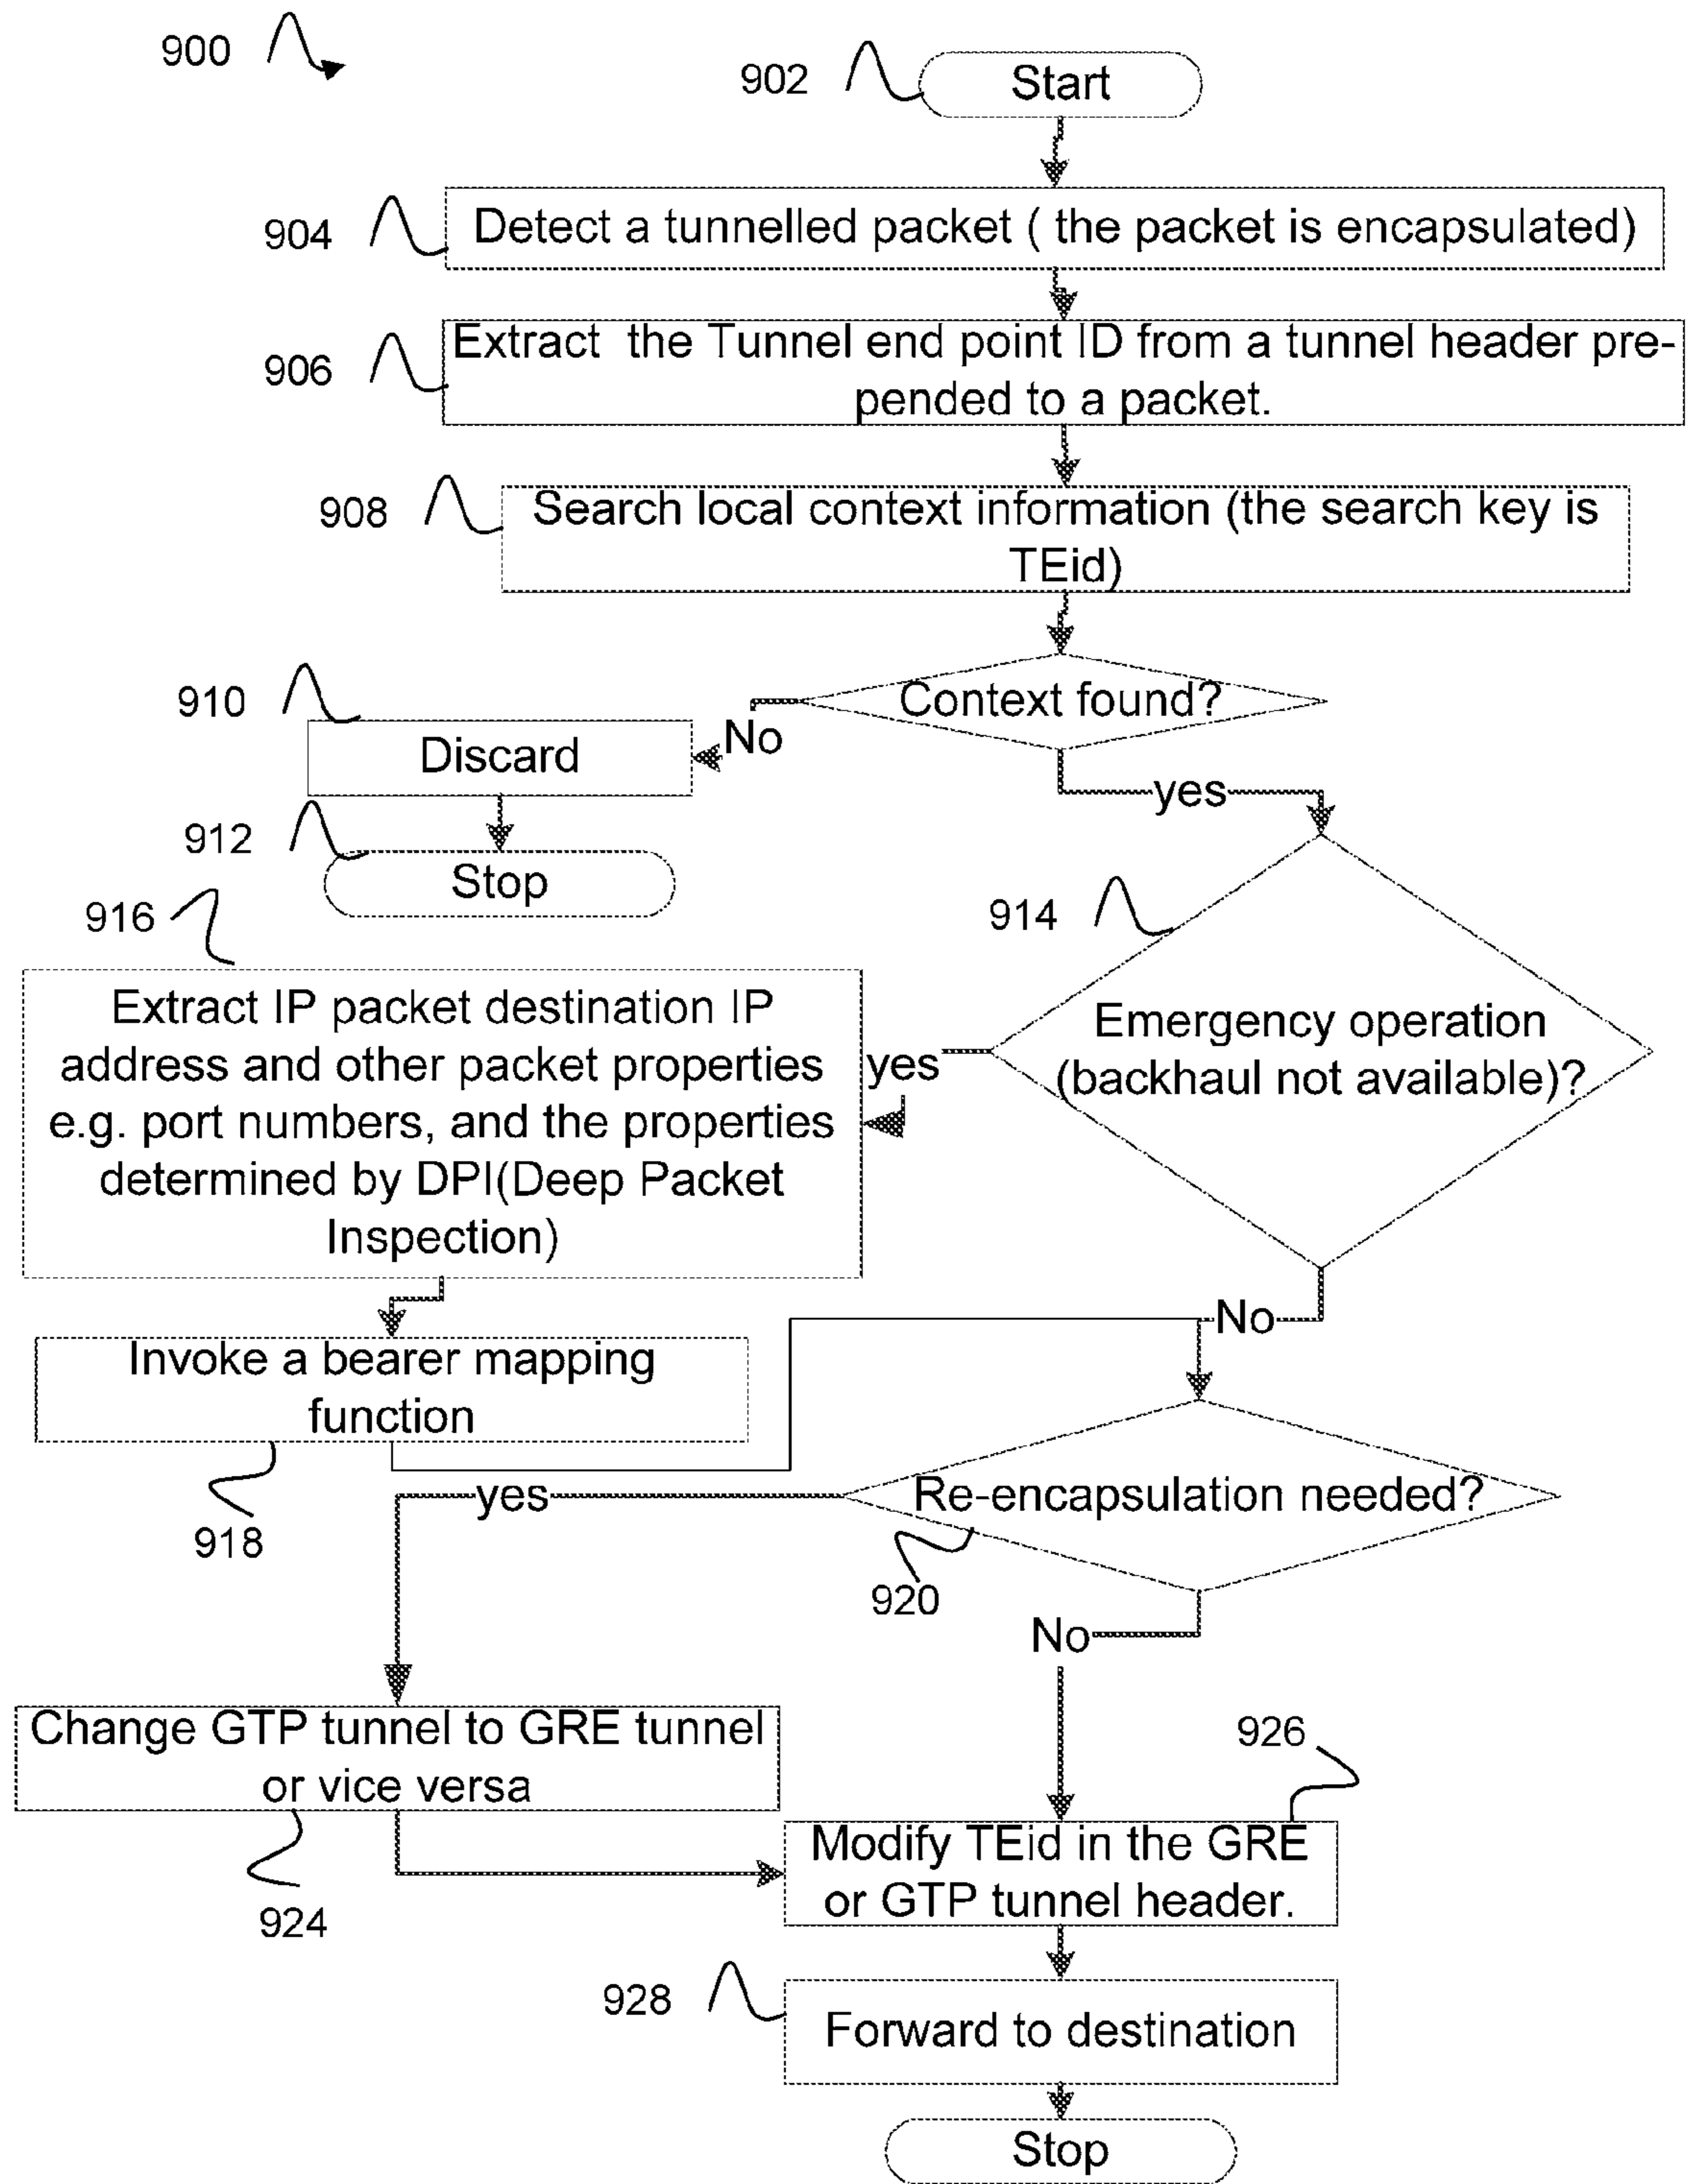 900
902
Start
904
Detect a tunnelled packet ( the packet is encapsulated)
906
Extract the Tunnel end point ID from a tunnel header pre-
pended to a packet.
908
Search local context information (the search key is
TEid)
910
Context found?
No
Discard
yes
912
Stop
916
914
Extract IP packet destination IP
address and other packet properties
e.g. port numbers, and the properties
determined by DPI(Deep Packet
Inspection)
yes
Emergency operation
(backhaul not available)?
No
Invoke a bearer mapping
function
918
yes
Re-encapsulation needed?
920
No
Change GTP tunnel to GRE tunnel
or vice versa
924
926
Modify TEid in the GRE
or GTP tunnel header.
928
Forward to destination
Stop